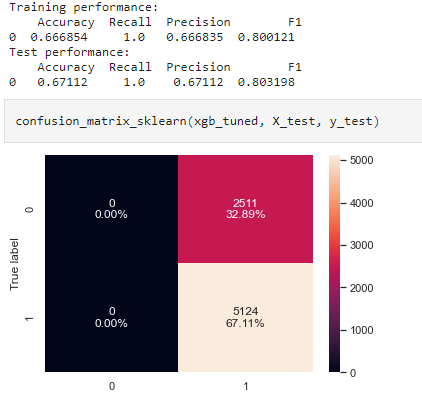 Training performance:
Accuracy Recall Precision F1
0 0.666854 1.0 0.666835 0.800121
Test performance:
Accuracy Recall Precision F1
0 0.67112 1.0 0.67112 0.803198
confusion_matrix_sklearn(xgb_tuned, X_test, y_test)
5000
0 2511
0.00% 32.89%
0
4000
True label
3000
2000
0 5124
0.00% 67.11%
1
1000
0
0 1